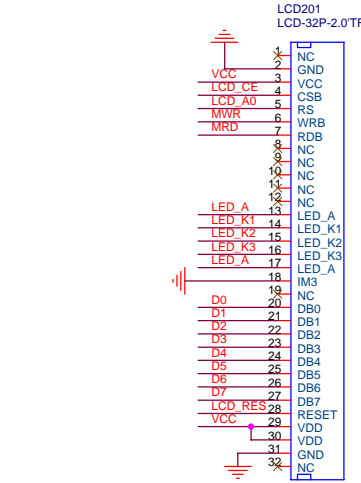 LCD201
LCD-32P-2.0'TF
1 NC
2 GND
VCC 3 VCC
LCD_CE 4 CSB
LCD_A0 5 RS
MWR 6 WRB
MRD 7 RDB
8 NC
9 NC
10 NC
11 NC
12 NC
LED_A 13 LED_A
LED_K1 14 LED_K1
LED_K2 15 LED_K2
LED_K3 16 LED_K3
LED_A 17 LED_A
18 IM3
19 NC
D0 20 DB0
D1 21 DB1
D2 22 DB2
D3 23 DB3
D4 24 DB4
D5 25 DB5
D6 26 DB6
D7 27 DB7
LCD_RES 28 RESET
VCC 29 VDD
30 VDD
31 GND
32 NC